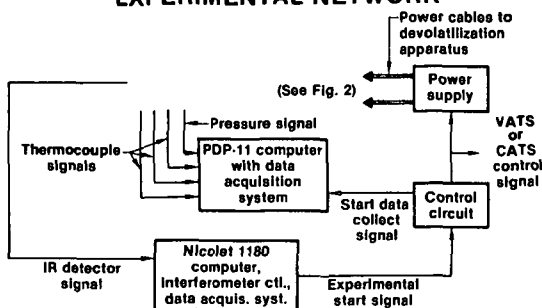 EXPERIMENTAL NETWORK
Power cables to
devolatilization
apparatus
(See Fig. 2)
Power
supply
Pressure signal
VATS
or
CATS
control
signal
Thermocouple
signals
PDP-11 computer
with data
acquisition
system
Start data
collect
signal
Control
circuit
IR detector
signal
Nicolet 1180
computer,
interferometer ctl.,
data acquis. syst.
Experimental
start signal